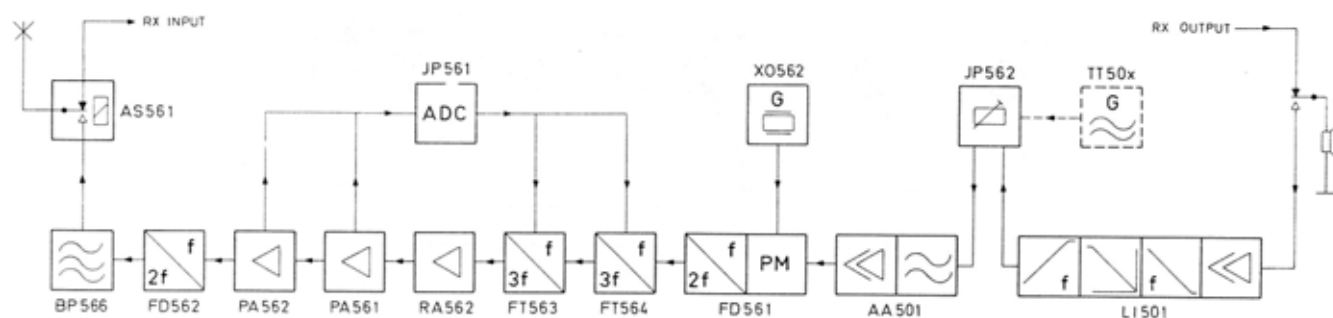 RX INPUT
RX OUTPUT
JP561
XO562
JP562
TT50x
AS561
ADC
G
G
f
2f
f
3f
f
3f
f
2f
PM
f
f
BP566
FD562
PA562
PA561
RA562
FT563
FT564
FD561
AA501
LI501